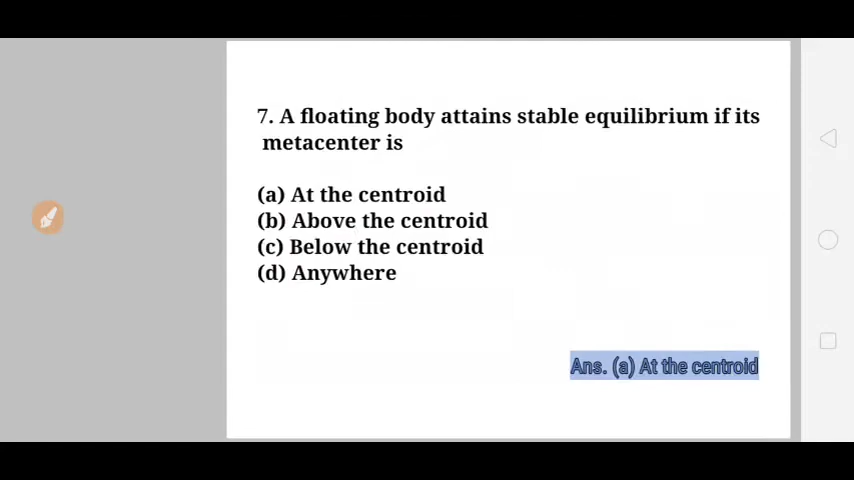 7. A floating body attains stable equilibrium if its
metacenter is
(a) At the centroid
(b) Above the centroid
(c) Below the centroid
(d) Anywhere
Ans. (a) At the centroid